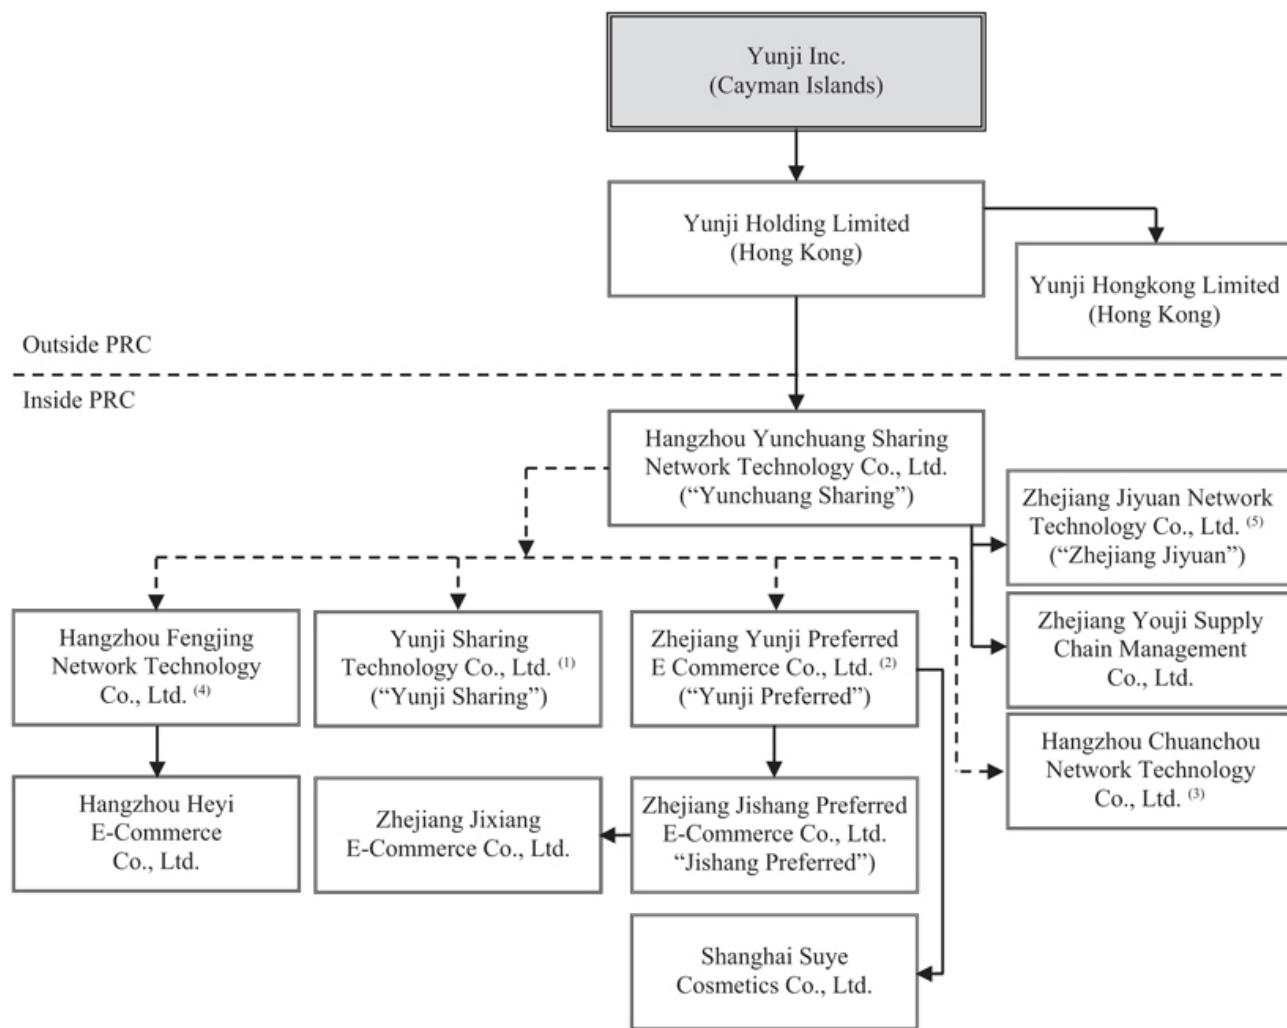 Yunji Inc.
(Cayman Islands)
Yunji Holding Limited
(Hong Kong)
Yunji Hongkong Limited
(Hong Kong)
Outside PRC
Inside PRC
Hangzhou Yunchuang Sharing
Network Technology Co., Ltd.
(“Yunchuang Sharing”)
Zhejiang Jiyuan Network
Technology Co., Ltd. (5)
(“Zhejiang Jiyuan”)
Zhejiang Youji Supply
Chain Management
Co., Ltd.
Hangzhou Fengjing
Network Technology
Co., Ltd. (4)
Yunji Sharing
Technology Co., Ltd. (1)
(“Yunji Sharing”)
Zhejiang Yunji Preferred
E Commerce Co., Ltd. (2)
(“Yunji Preferred”)
Hangzhou Chuanchou
Network Technology
Co., Ltd. (3)
Hangzhou Heyi
E-Commerce
Co., Ltd.
Zhejiang Jixiang
E-Commerce Co., Ltd.
Zhejiang Jishang Preferred
E-Commerce Co., Ltd.
“Jishang Preferred”)
Shanghai Suye
Cosmetics Co., Ltd.